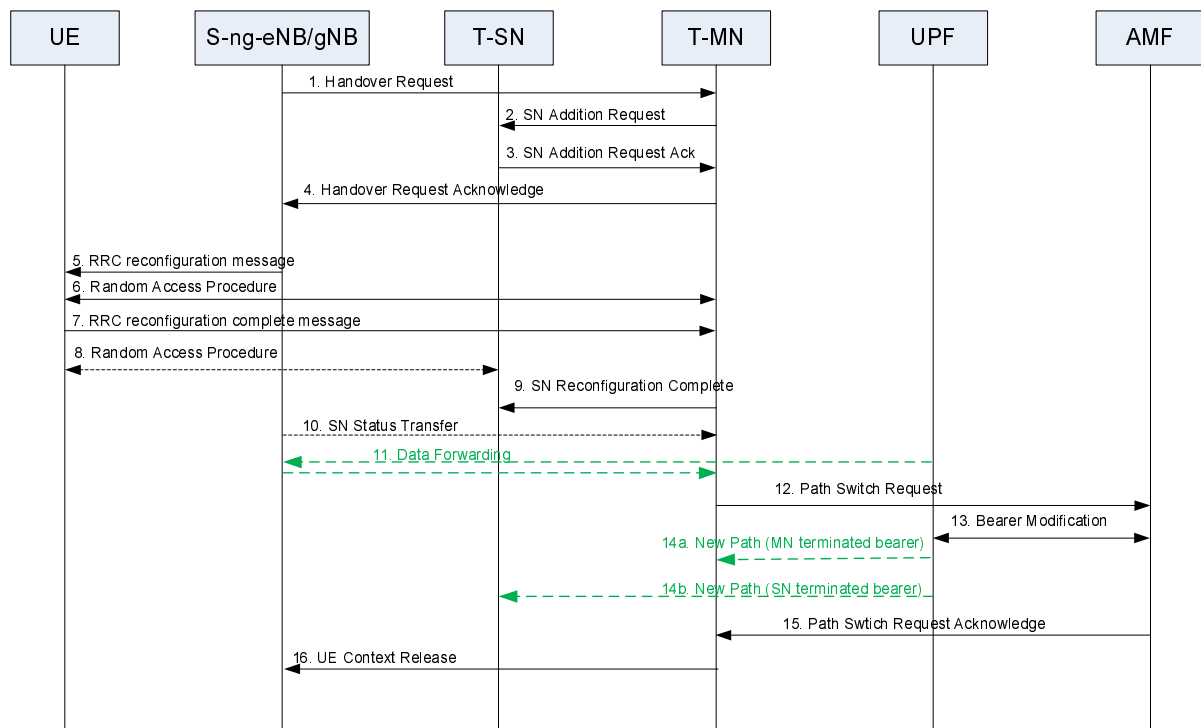 UE
S-ng-eNB/gNB
T-SN
T-MN
UPF
AMF
1. Handover Request
2. SN Addition Request
3. SN Addition Request Ack
4. Handover Request Acknowledge
5. RRC reconfiguration message
6. Random Access Procedure
7. RRC reconfiguration complete message
8. Random Access Procedure
9. SN Reconfiguration Complete
10. SN Status Transfer
11. Data Forwarding
12. Path Switch Request
13. Bearer Modification
14a. New Path (MN terminated bearer)
14b. New Path (SN terminated bearer)
15. Path Swtich Request Acknowledge
16. UE Context Release